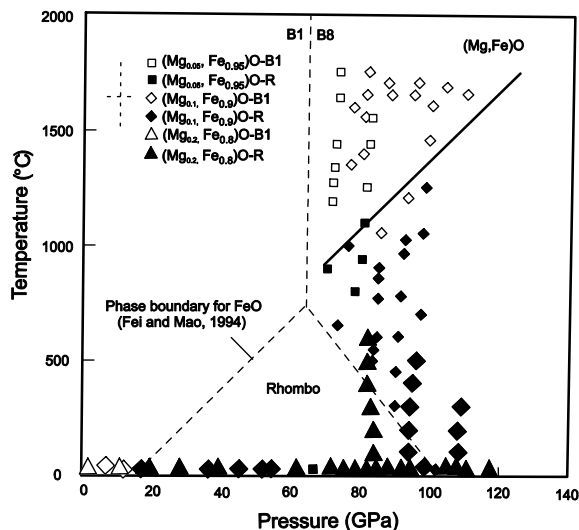 2000
1500
1000
500
0
Temperature (°C)
B1
B8
(Mg,Fe)O
(Mg0.05, Fe0.95)O-B1
(Mg0.05, Fe0.95)O-R
(Mg0.1, Fe0.9)O-B1
(Mg0.1, Fe0.9)O-R
(Mg0.2, Fe0.8)O-B1
(Mg0.2, Fe0.8)O-R
Phase boundary for FeO
(Fei and Mao, 1994)
Rhombo
0
20
40
60
80
100
120
140
Pressure (GPa)